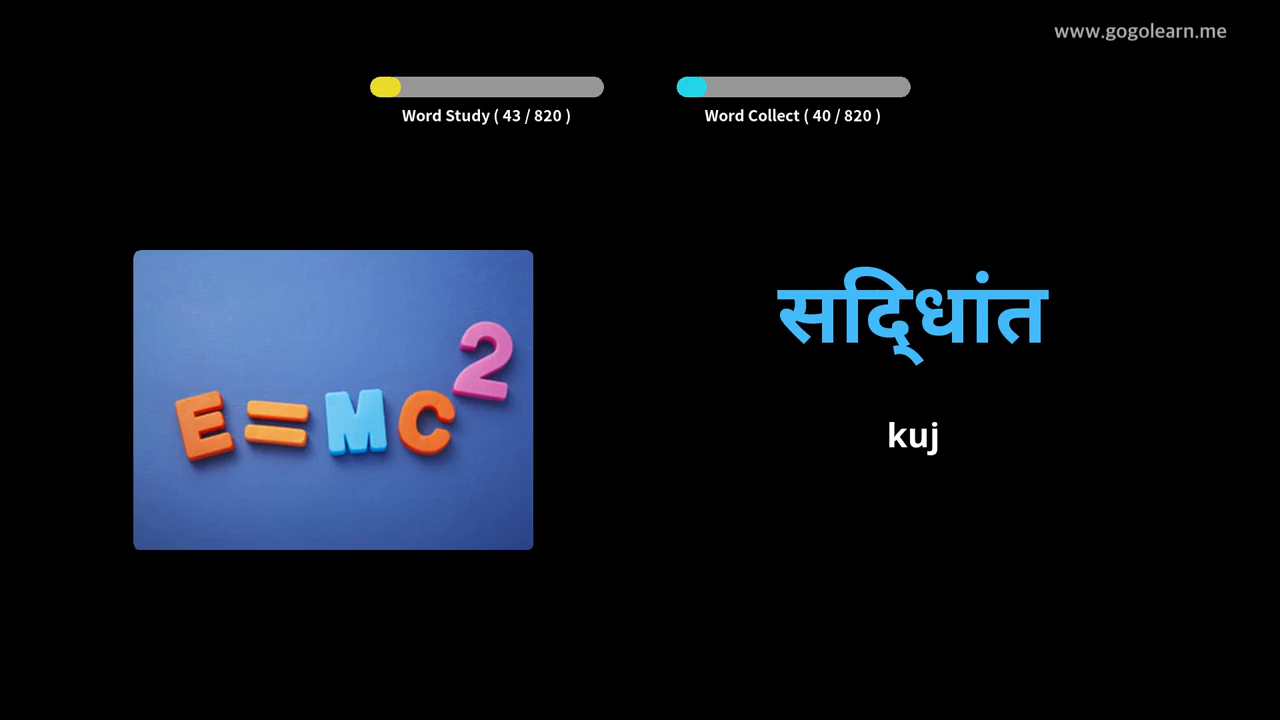 www.gogolearn.me
Word Study ( 43 / 820 )
Word Collect ( 40 / 820 )
E=MC2
सद्िधांत
kuj